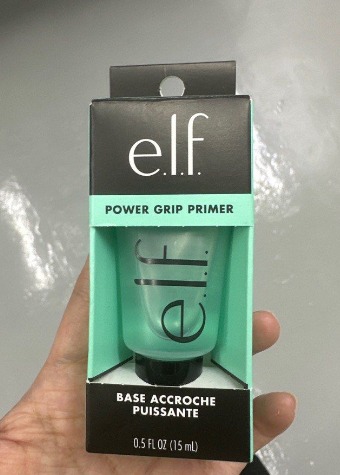 e.l.f.
POWER GRIP PRIMER
e.l.f.
BASE ACCROCHE
PUISSANTE
0.5 FL OZ (15 mL)